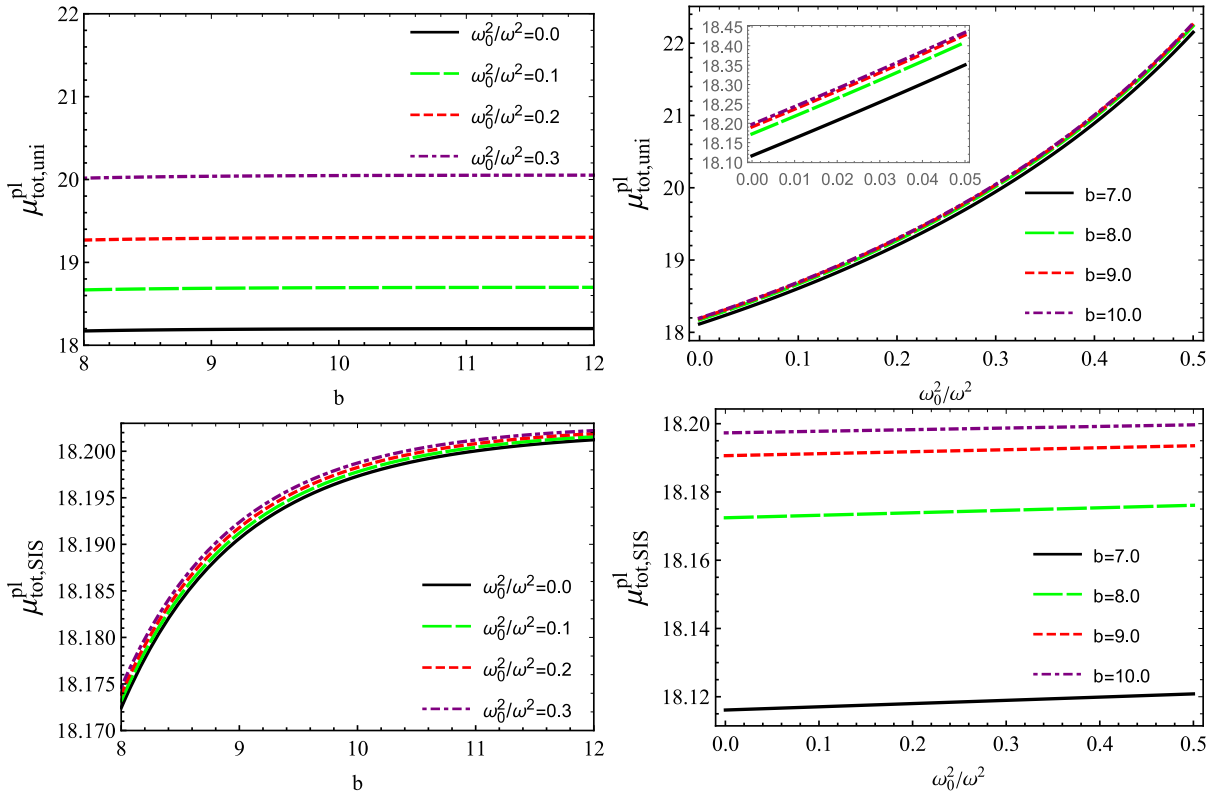 22
21
20
19
18
μ^pl_tot,uni
8
9
10
11
12
b
ω₀²/ω²=0.0
ω₀²/ω²=0.1
ω₀²/ω²=0.2
ω₀²/ω²=0.3
22
21
20
19
18
μ^pl_tot,uni
18.45
18.40
18.35
18.30
18.25
18.20
18.15
18.10
0.00
0.01
0.02
0.03
0.04
0.05
b=7.0
b=8.0
b=9.0
b=10.0
0.0
0.1
0.2
0.3
0.4
0.5
ω₀²/ω²
18.200
18.195
18.190
18.185
18.180
18.175
18.170
μ^pl_tot,SIS
ω₀²/ω²=0.0
ω₀²/ω²=0.1
ω₀²/ω²=0.2
ω₀²/ω²=0.3
8
9
10
11
12
b
18.20
18.18
18.16
18.14
18.12
μ^pl_tot,SIS
b=7.0
b=8.0
b=9.0
b=10.0
0.0
0.1
0.2
0.3
0.4
0.5
ω₀²/ω²